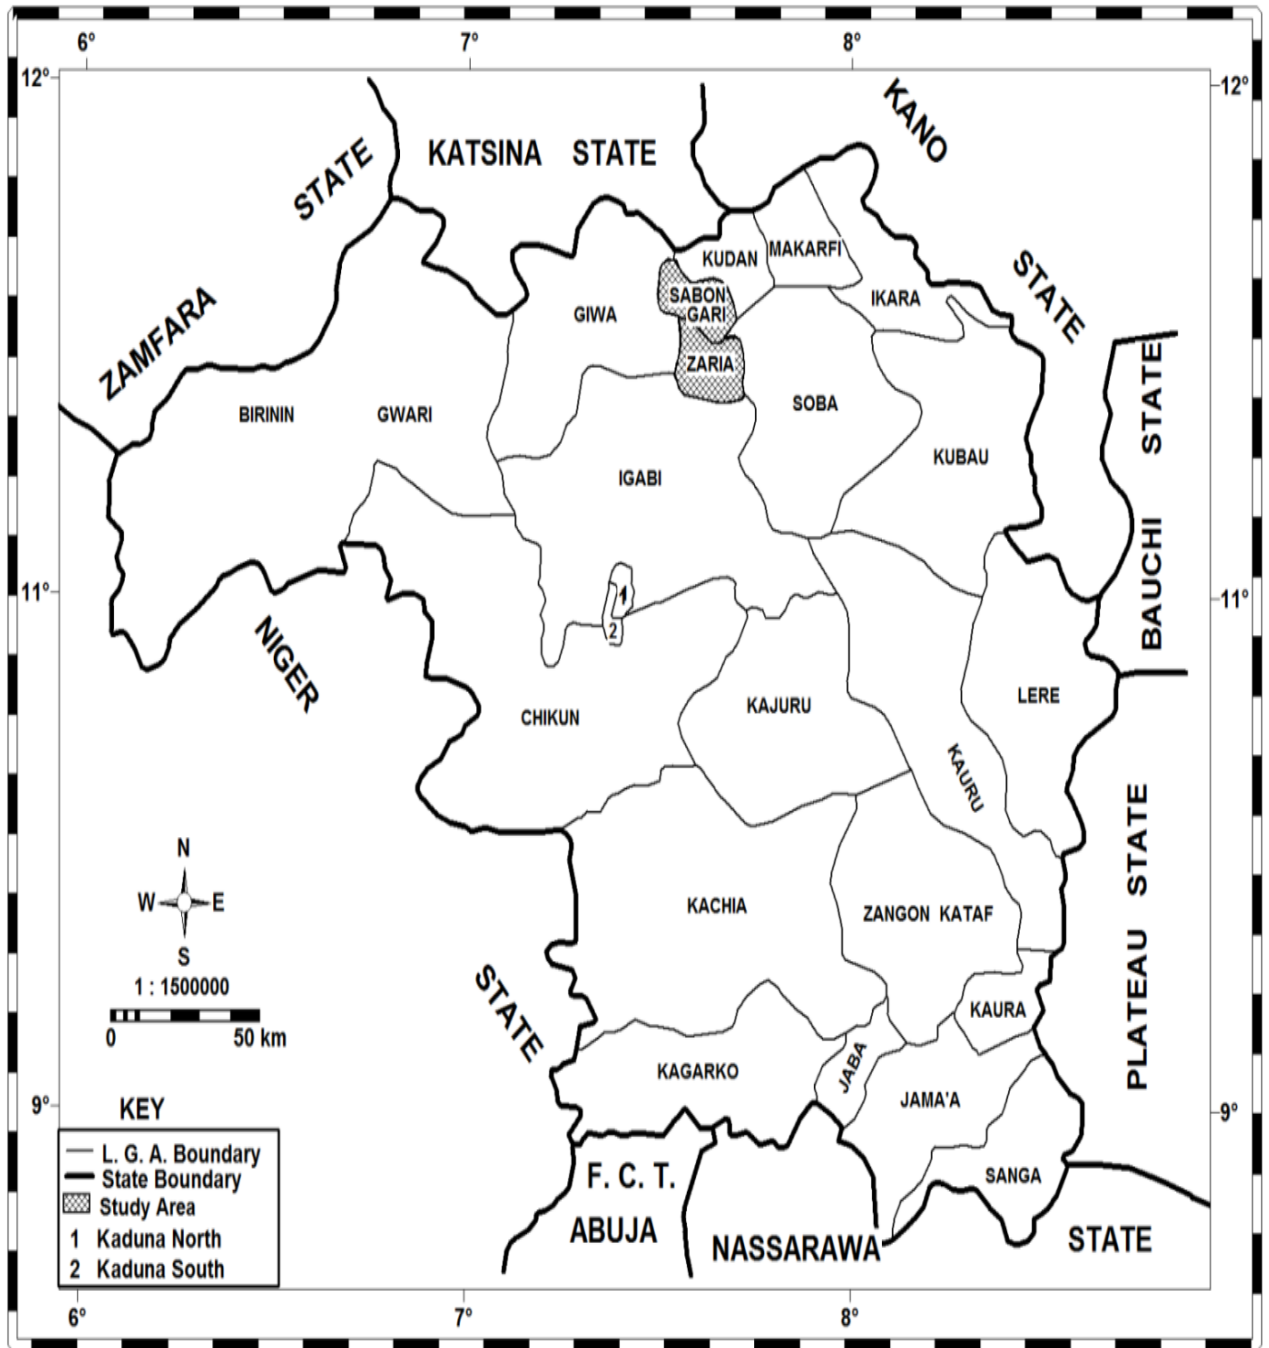 6° 7° 8°
12° 12°
KATSINA STATE
KANO
STATE
ZAMFARA
STATE
KUDAN
MAKARFI
IKARA
SABON
GARI
GIWA
ZARIA
BIRININ GWARI
SOBA
KUBAU
IGABI
STATE
BAUCHI
11° 11°
1
2
NIGER
CHIKUN
KAJURU
LERE
KAURU
PLATEAU STATE
KACHIA
ZANGON KATAF
STATE
KAURA
KAGARKO
JABA
JAMA'A
SANGA
N
W E
S
1 : 1500000
0 50 km
9° 9°
KEY
L. G. A. Boundary
State Boundary
Study Area
1 Kaduna North
2 Kaduna South
F. C. T.
ABUJA
NASSARAWA
STATE
6° 7° 8°